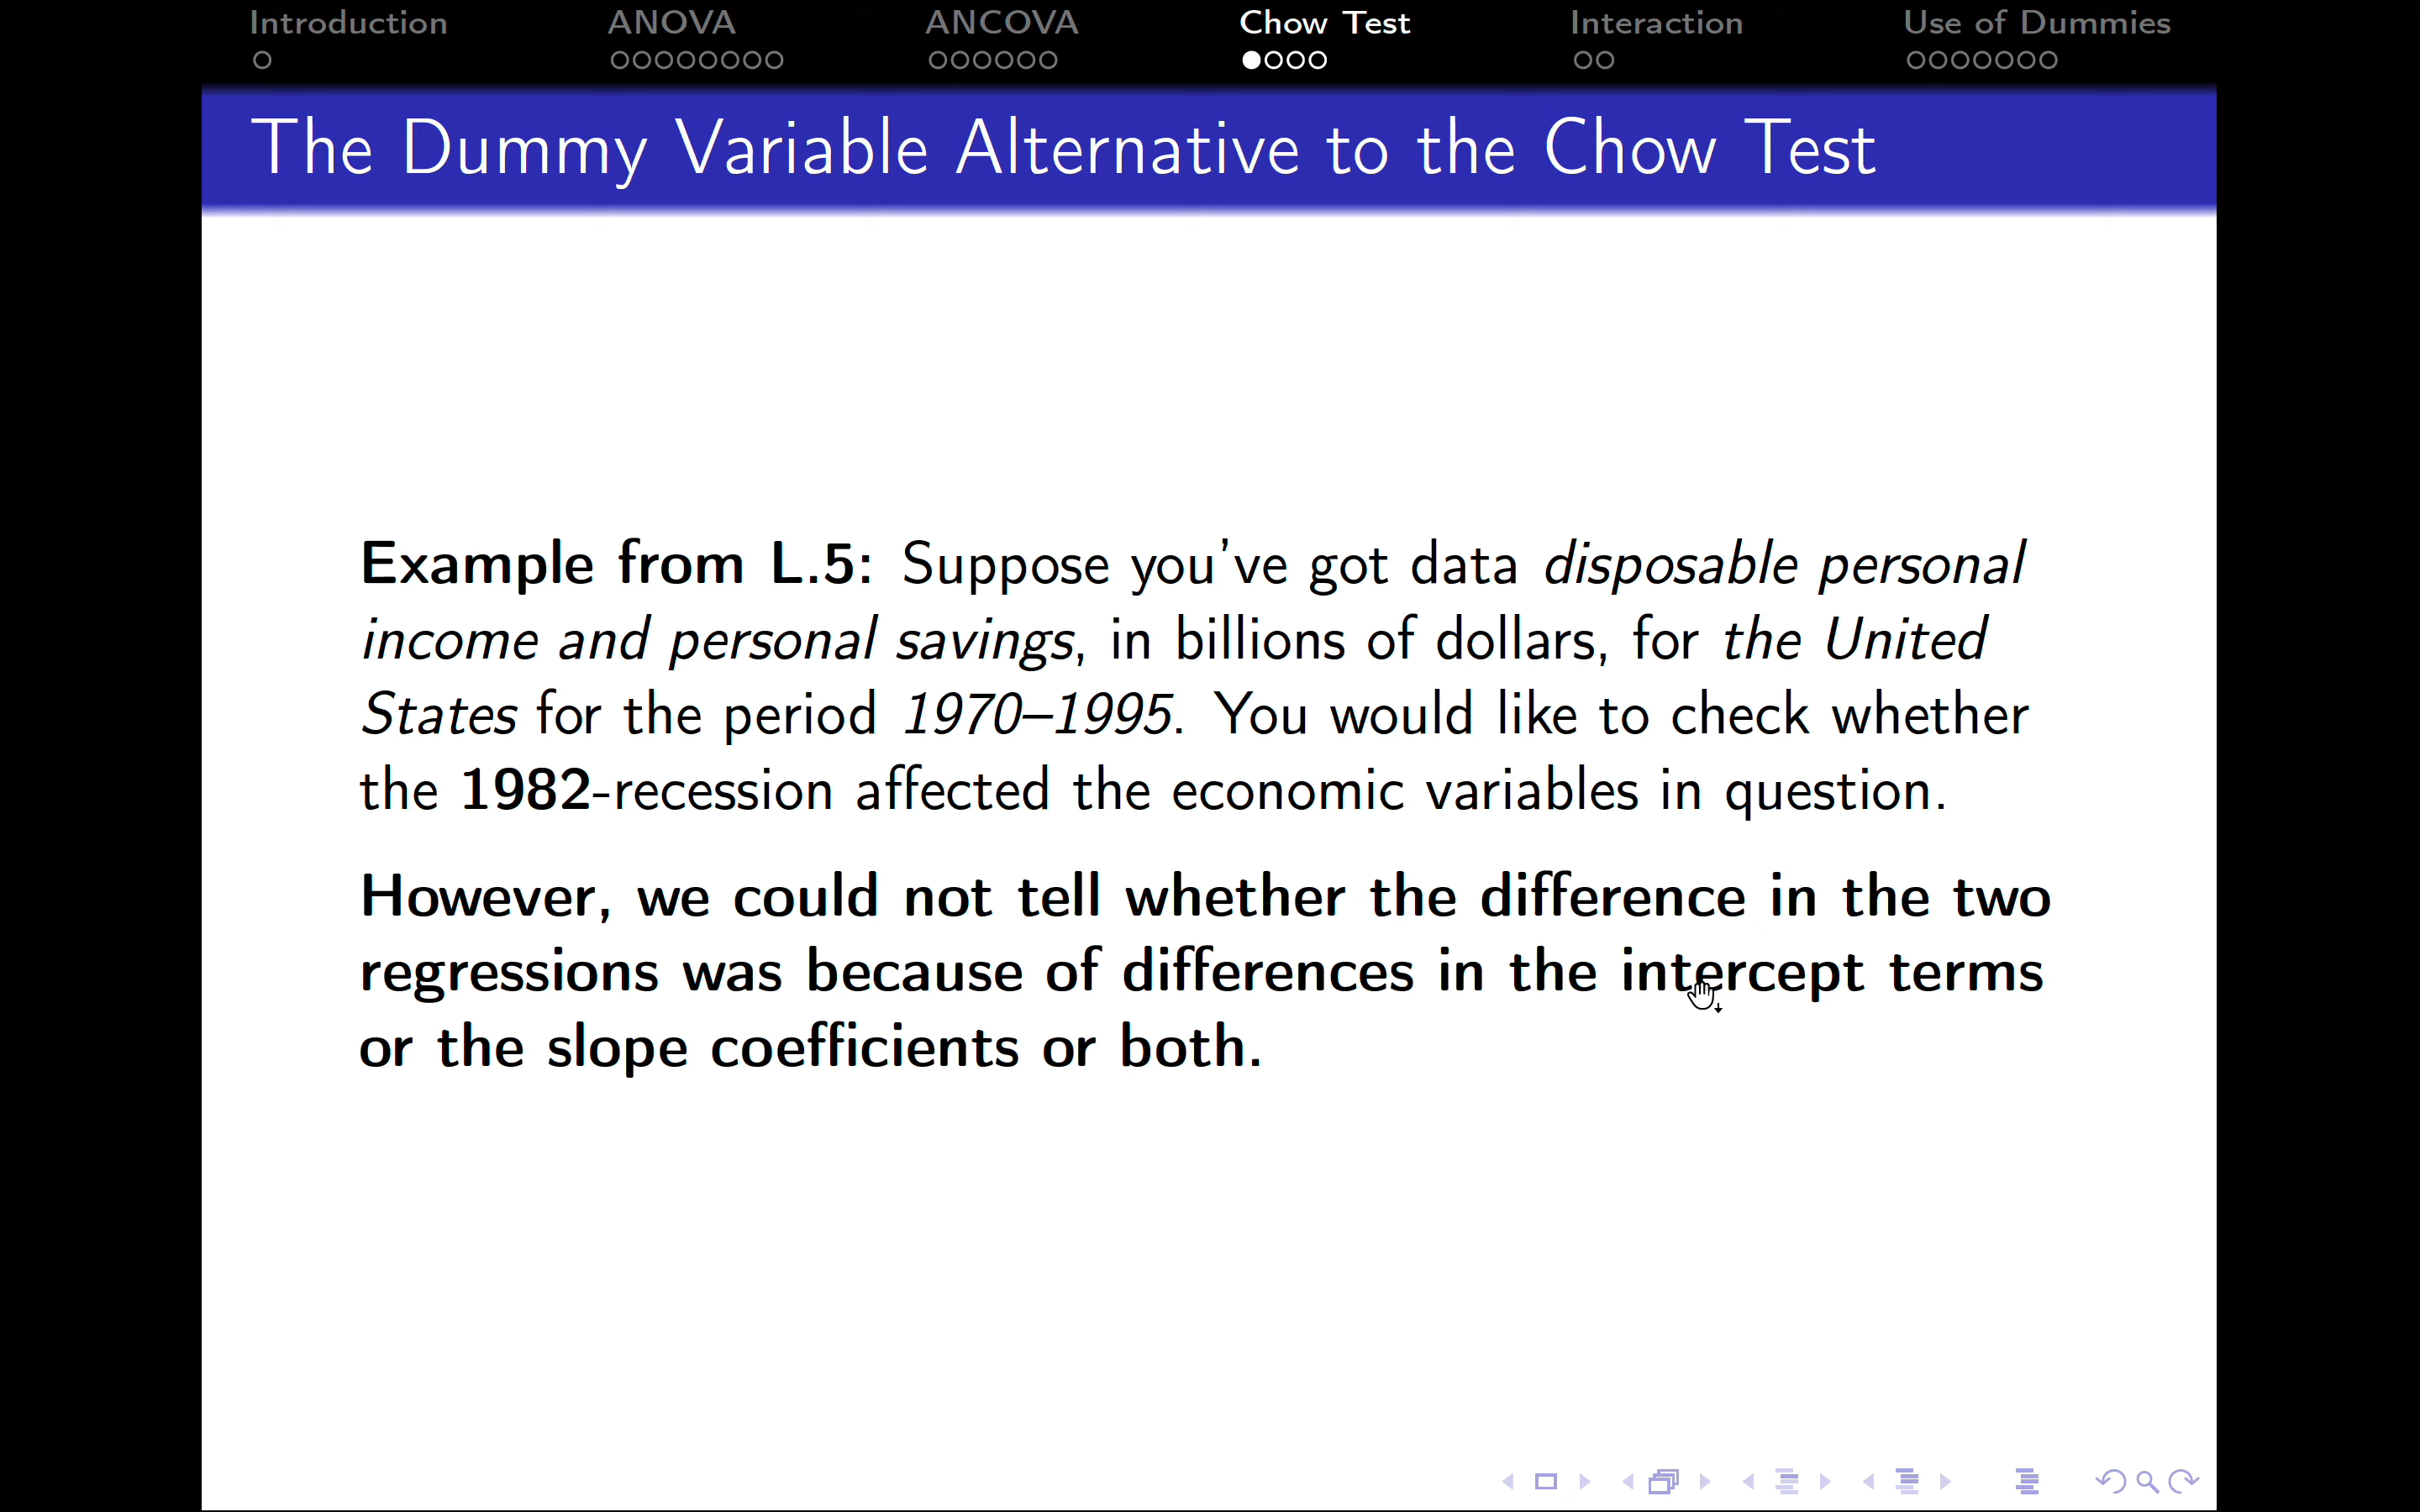 Introduction ANOVA ANCOVA Chow Test Interaction Use of Dummies
The Dummy Variable Alternative to the Chow Test
Example from L.5: Suppose you've got data disposable personal
income and personal savings, in billions of dollars, for the United
States for the period 1970–1995. You would like to check whether
the 1982-recession affected the economic variables in question.
However, we could not tell whether the difference in the two
regressions was because of differences in the intercept terms
or the slope coefficients or both.